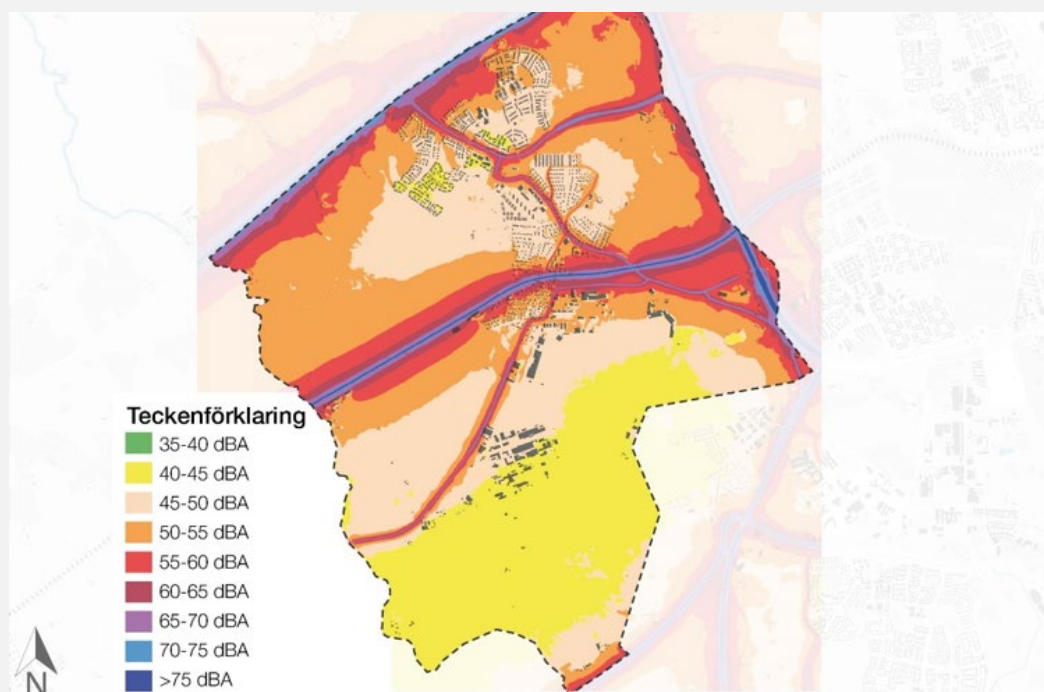 Teckenförklaring
35-40 dBA
40-45 dBA
45-50 dBA
50-55 dBA
55-60 dBA
60-65 dBA
65-70 dBA
70-75 dBA
>75 dBA
N